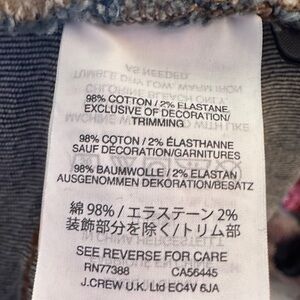 98% COTTON / 2% ELASTANE
EXCLUSIVE OF DECORATION/
TRIMMING
98% COTON / 2% ÉLASTHANNE
SAUF DÉCORATION/GARNITURES
98% BAUMWOLLE / 2% ELASTAN
AUSGENOMMEN DEKORATION/BESATZ
綿 98% / エラステーン 2%
装飾部分を除く/トリム部
SEE REVERSE FOR CARE
RN77388 CA56445
J.CREW U.K. Ltd EC4V 6JA